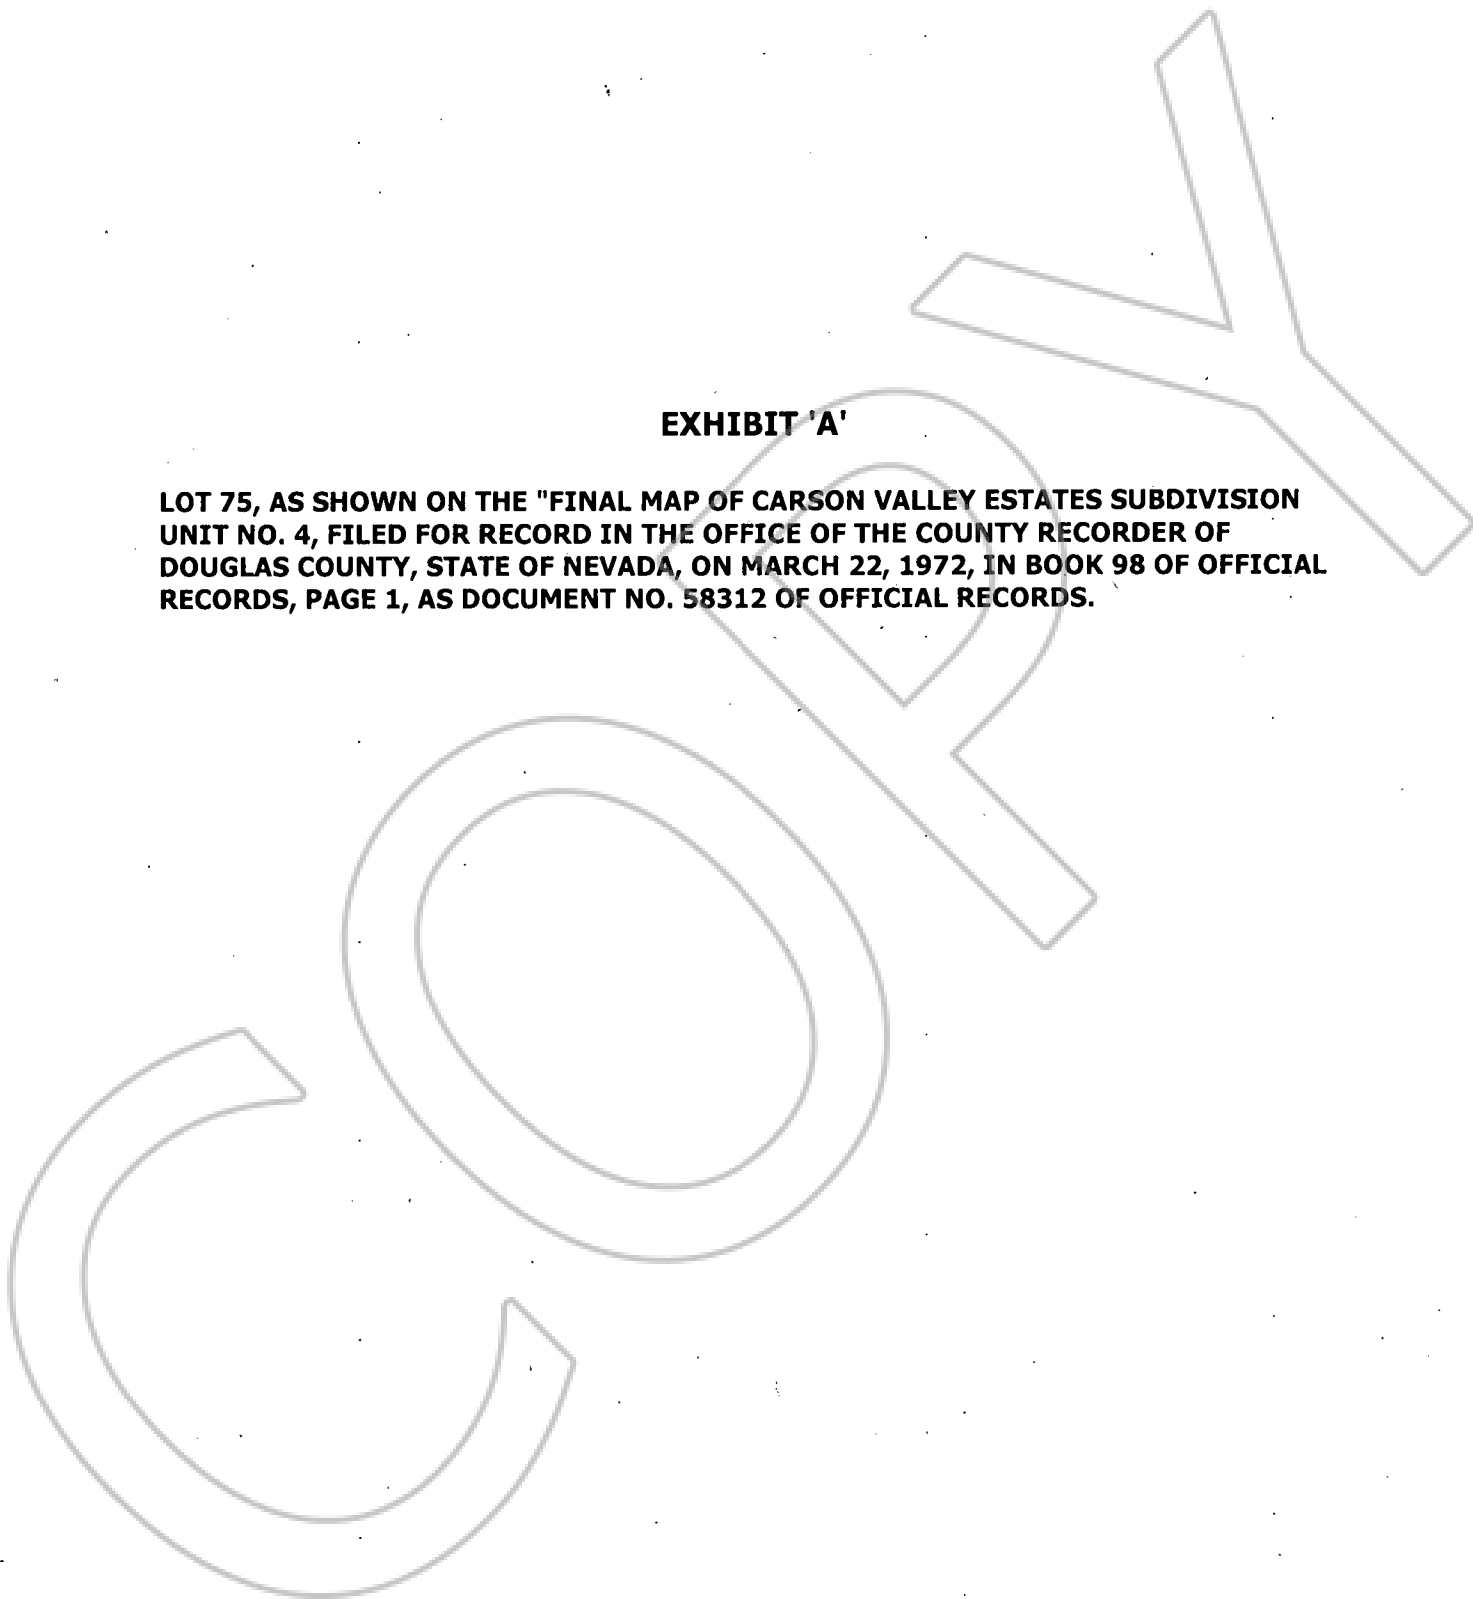 EXHIBIT 'A'
LOT 75, AS SHOWN ON THE "FINAL MAP OF CARSON VALLEY ESTATES SUBDIVISION
UNIT NO. 4, FILED FOR RECORD IN THE OFFICE OF THE COUNTY RECORDER OF
DOUGLAS COUNTY, STATE OF NEVADA, ON MARCH 22, 1972, IN BOOK 98 OF OFFICIAL
RECORDS, PAGE 1, AS DOCUMENT NO. 58312 OF OFFICIAL RECORDS.
COPY